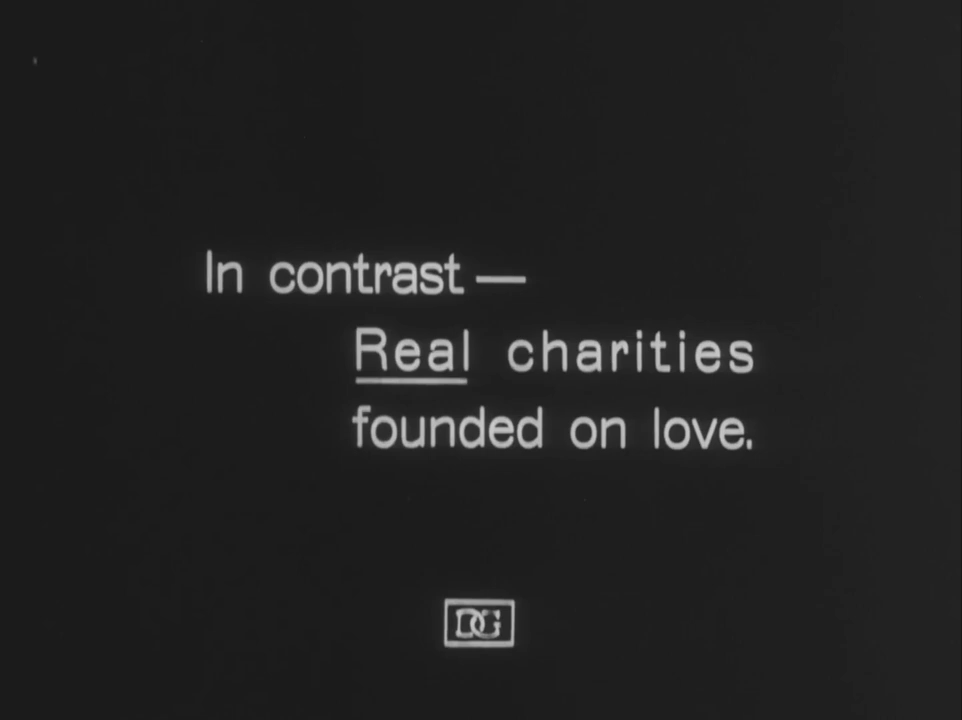 In contrast —
Real charities
founded on love.
DG